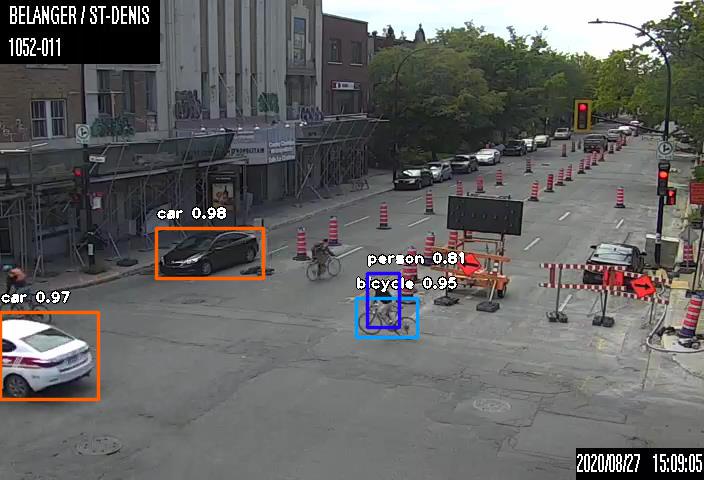 BELANGER / ST-DENIS
1052-011
car 0.98
person 0.81
bicycle 0.95
car 0.97
2020/08/27 15:09:05